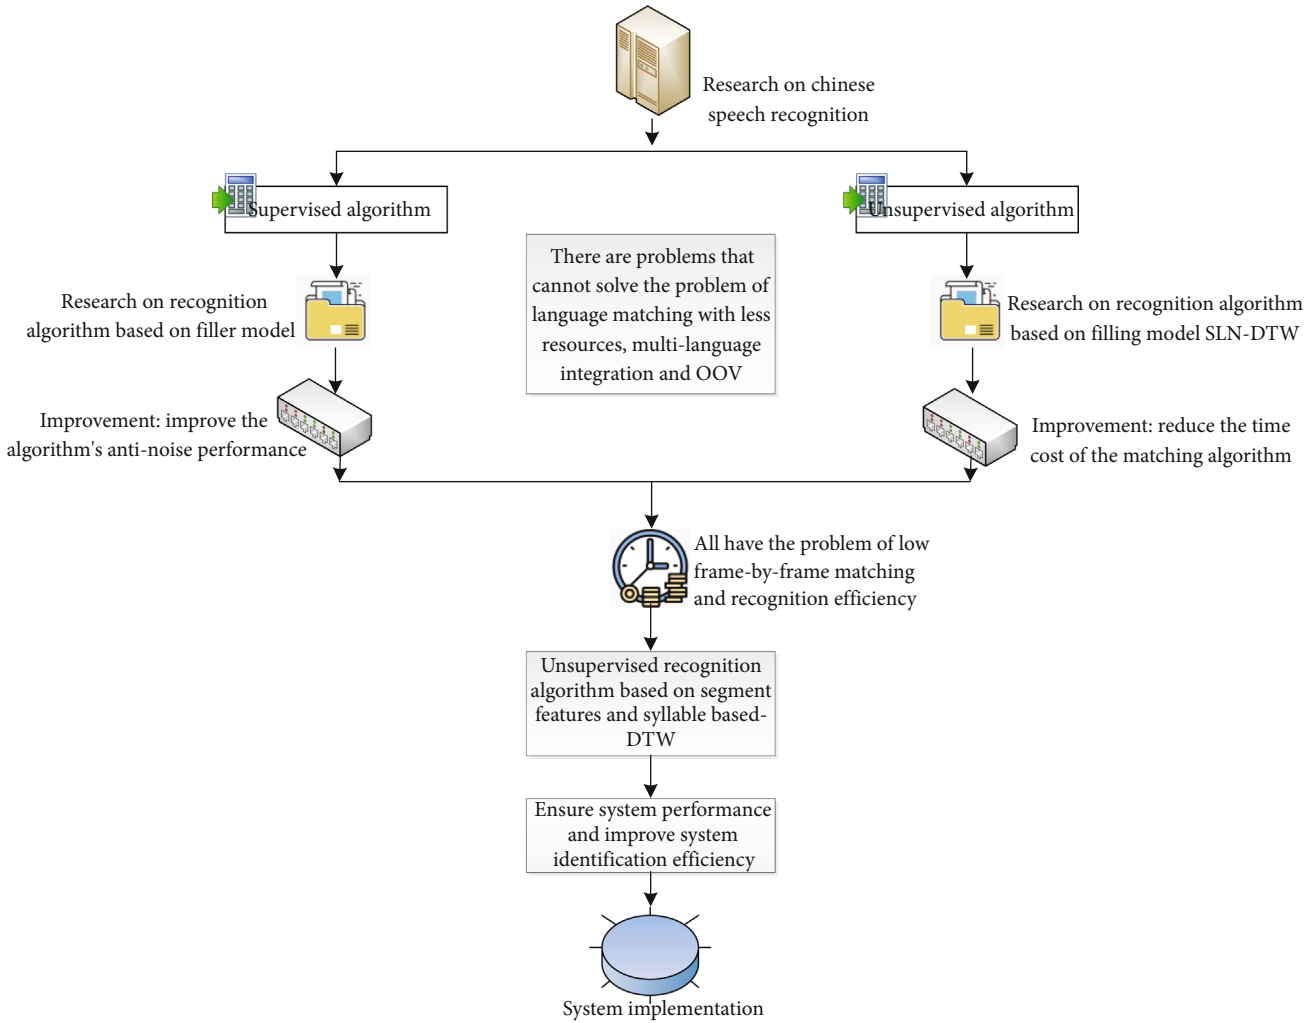 Research on chinese
speech recognition
Supervised algorithm
Unsupervised algorithm
There are problems that
cannot solve the problem of
language matching with less
resources, multi-language
integration and OOV
Research on recognition
algorithm based on filler model
Research on recognition algorithm
based on filling model SLN-DTW
Improvement: improve the
algorithm's anti-noise performance
Improvement: reduce the time
cost of the matching algorithm
All have the problem of low
frame-by-frame matching
and recognition efficiency
Unsupervised recognition
algorithm based on segment
features and syllable based-
DTW
Ensure system performance
and improve system
identification efficiency
System implementation